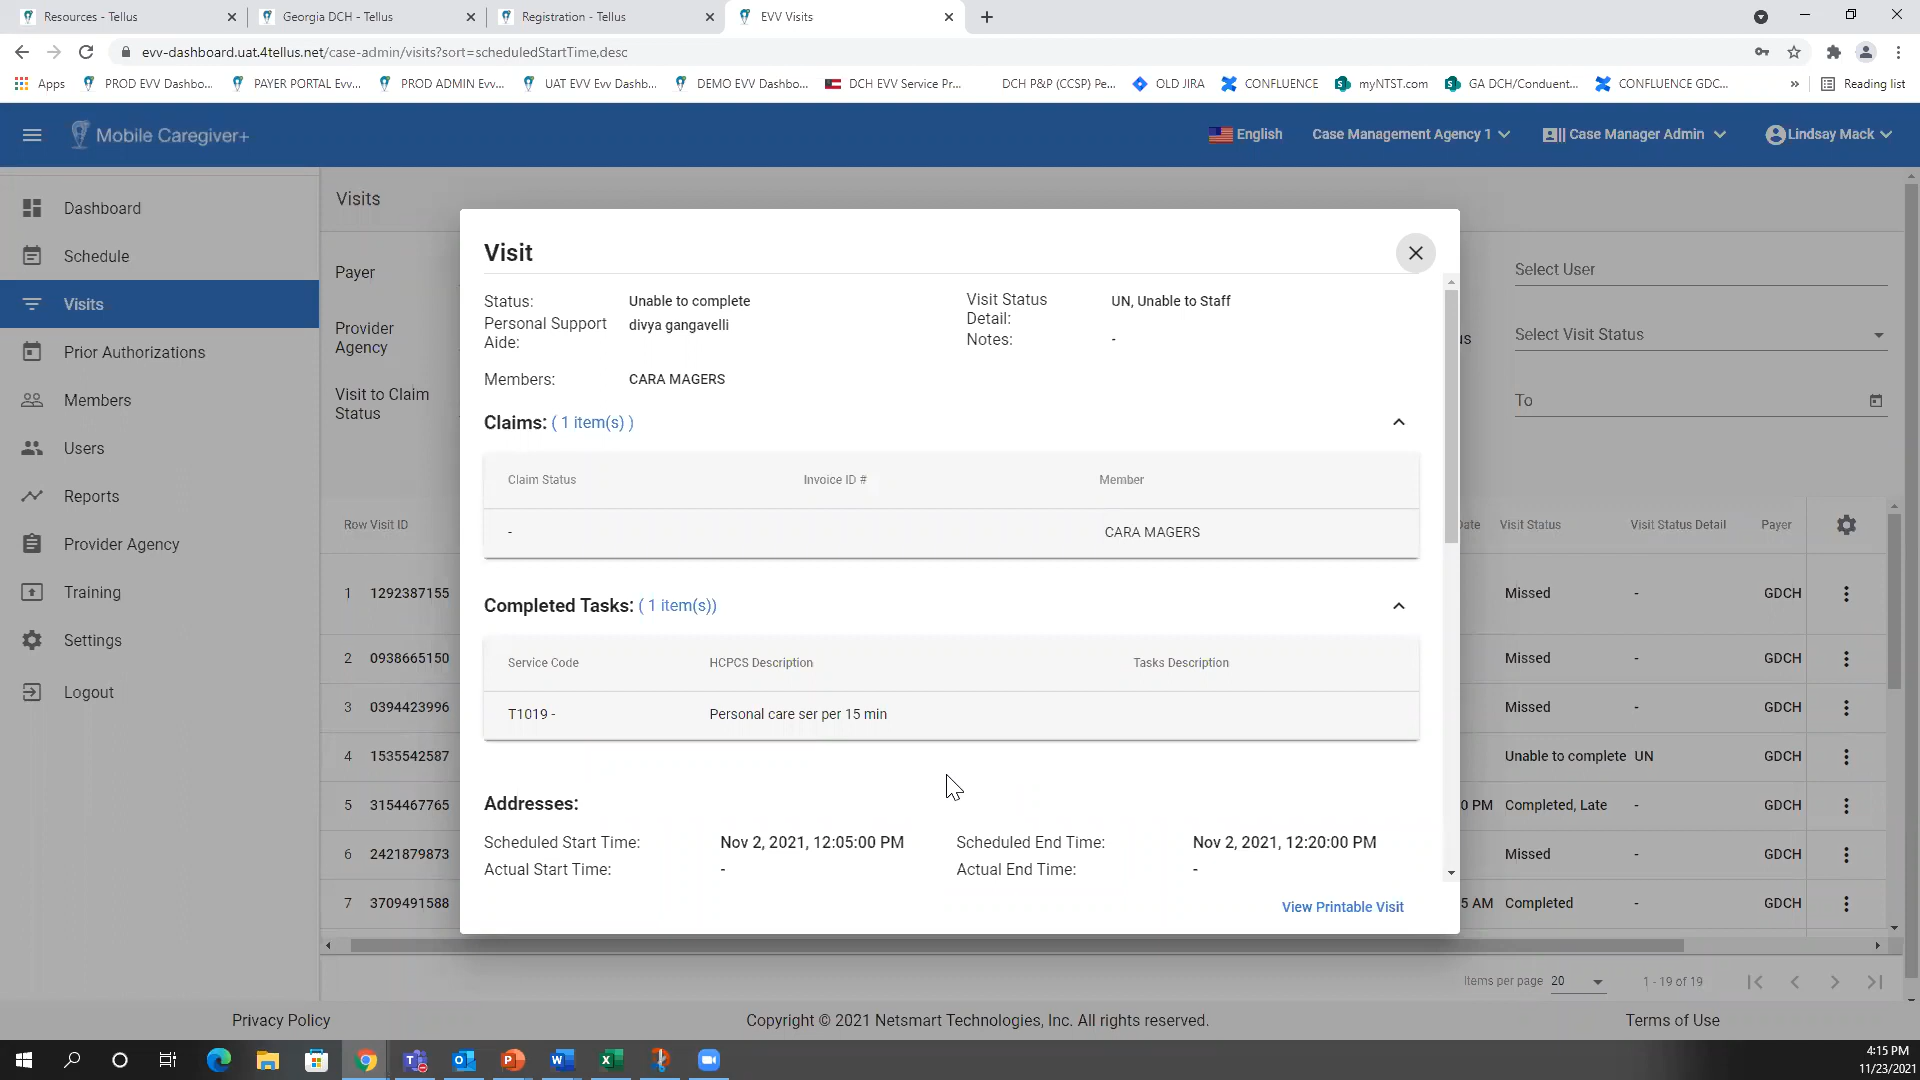 Resources - Tellus
Georgia DCH - Tellus
Registration - Tellus
EVV Visits
evv-dashboard.uat.4tellus.net/case-admin/visits?sort=scheduledStartTime,desc
Apps
PROD EVV Dashbo...
PAYER PORTAL Evv...
PROD ADMIN Evv...
UAT EVV Evv Dashb...
DEMO EVV Dashbo...
DCH EVV Service Pr...
DCH P&P (CCSP) Pe...
OLD JIRA
CONFLUENCE
myNTST.com
GA DCH/Conduent...
CONFLUENCE GDC...
»
Reading list
Mobile Caregiver+
English
Case Management Agency 1
Case Manager Admin
Lindsay Mack
Dashboard
Schedule
Visits
Prior Authorizations
Members
Users
Reports
Provider Agency
Training
Settings
Logout
Visits
Payer
Provider
Agency
Visit to Claim
Status
Select User
Select Visit Status
To
Visit
Status: Unable to complete
Personal Support
Aide:
divya gangavelli
Visit Status
Detail:
UN, Unable to Staff
Notes: -
Members: CARA MAGERS
Claims: ( 1 item(s) )
Claim Status Invoice ID # Member
- CARA MAGERS
Completed Tasks: ( 1 item(s))
Service Code HCPCS Description Tasks Description
T1019 - Personal care ser per 15 min
Addresses:
Scheduled Start Time: Nov 2, 2021, 12:05:00 PM Scheduled End Time: Nov 2, 2021, 12:20:00 PM
Actual Start Time: - Actual End Time: -
View Printable Visit
Row Visit ID Date Visit Status Visit Status Detail Payer
1 1292387155 Missed - GDCH
2 0938665150 Missed - GDCH
3 0394423996 Missed - GDCH
4 1535542587 Unable to complete UN GDCH
5 3154467765 0 PM Completed, Late - GDCH
6 2421879873 Missed - GDCH
7 3709491588 5 AM Completed - GDCH
Items per page 20 1 - 19 of 19
Privacy Policy
Copyright © 2021 Netsmart Technologies, Inc. All rights reserved.
Terms of Use
4:15 PM
11/23/2021